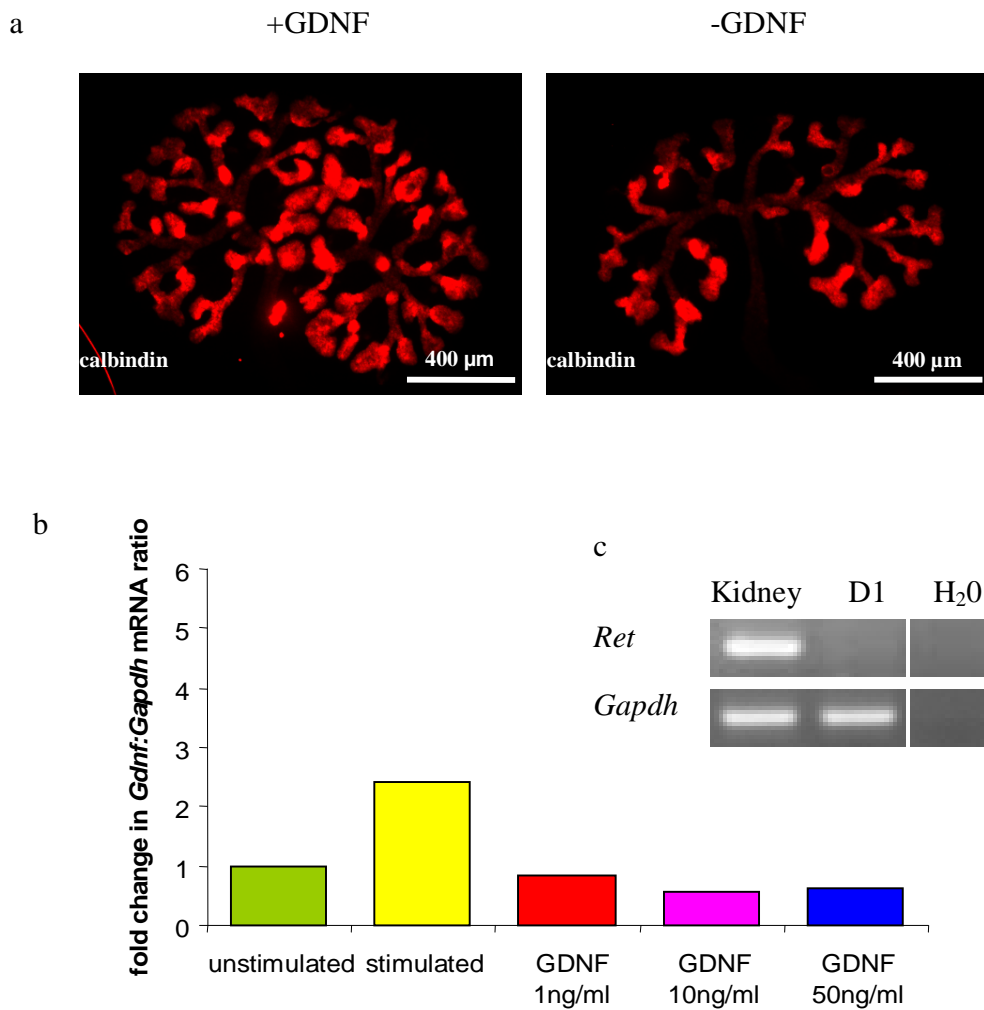 a
+GDNF
-GDNF
calbindin
400 µm
calbindin
400 µm
b
fold change in Gdnf:Gapdh mRNA ratio
6
5
4
3
2
1
0
unstimulated
stimulated
GDNF
1ng/ml
GDNF
10ng/ml
GDNF
50ng/ml
c
Kidney D1 H₂0
Ret
Gapdh